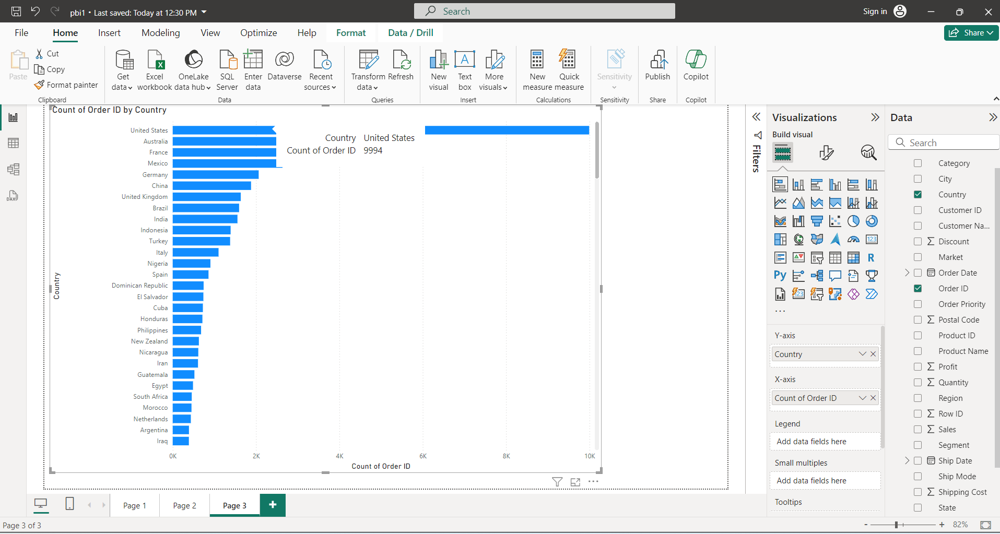 pbi1 • Last saved: Today at 12:30 PM
Search
Sign in
File Home Insert Modeling View Optimize Help Format Data / Drill
Share
Paste
Cut
Copy
Format painter
Clipboard
Get data
Excel workbook
OneLake data hub
SQL Server
Enter data
Dataverse
Recent sources
Data
Transform data
Refresh
Queries
New visual
Text box
More visuals
Insert
New measure
Quick measure
Calculations
Sensitivity
Sensitivity
Publish
Share
Copilot
Copilot
Count of Order ID by Country
Country
United States
Australia
France
Mexico
Germany
China
United Kingdom
Brazil
India
Indonesia
Turkey
Italy
Nigeria
Spain
Dominican Republic
El Salvador
Cuba
Honduras
Philippines
New Zealand
Nicaragua
Iran
Guatemala
Egypt
South Africa
Morocco
Netherlands
Argentina
Iraq
Country United States
Count of Order ID 9994
0K 2K 4K 6K 8K 10K
Count of Order ID
Filters
Visualizations
Build visual
123
R
Py
123
...
Y-axis
Country
X-axis
Count of Order ID
Legend
Add data fields here
Small multiples
Add data fields here
Tooltips
Data
Search
Category
City
Country
Customer ID
Customer Na...
Σ Discount
Market
Order Date
Order ID
Order Priority
Σ Postal Code
Product ID
Product Name
Σ Profit
Σ Quantity
Region
Σ Row ID
Σ Sales
Segment
Ship Date
Ship Mode
Σ Shipping Cost
State
DAX
Page 1 Page 2 Page 3 +
Page 3 of 3
- + 82%